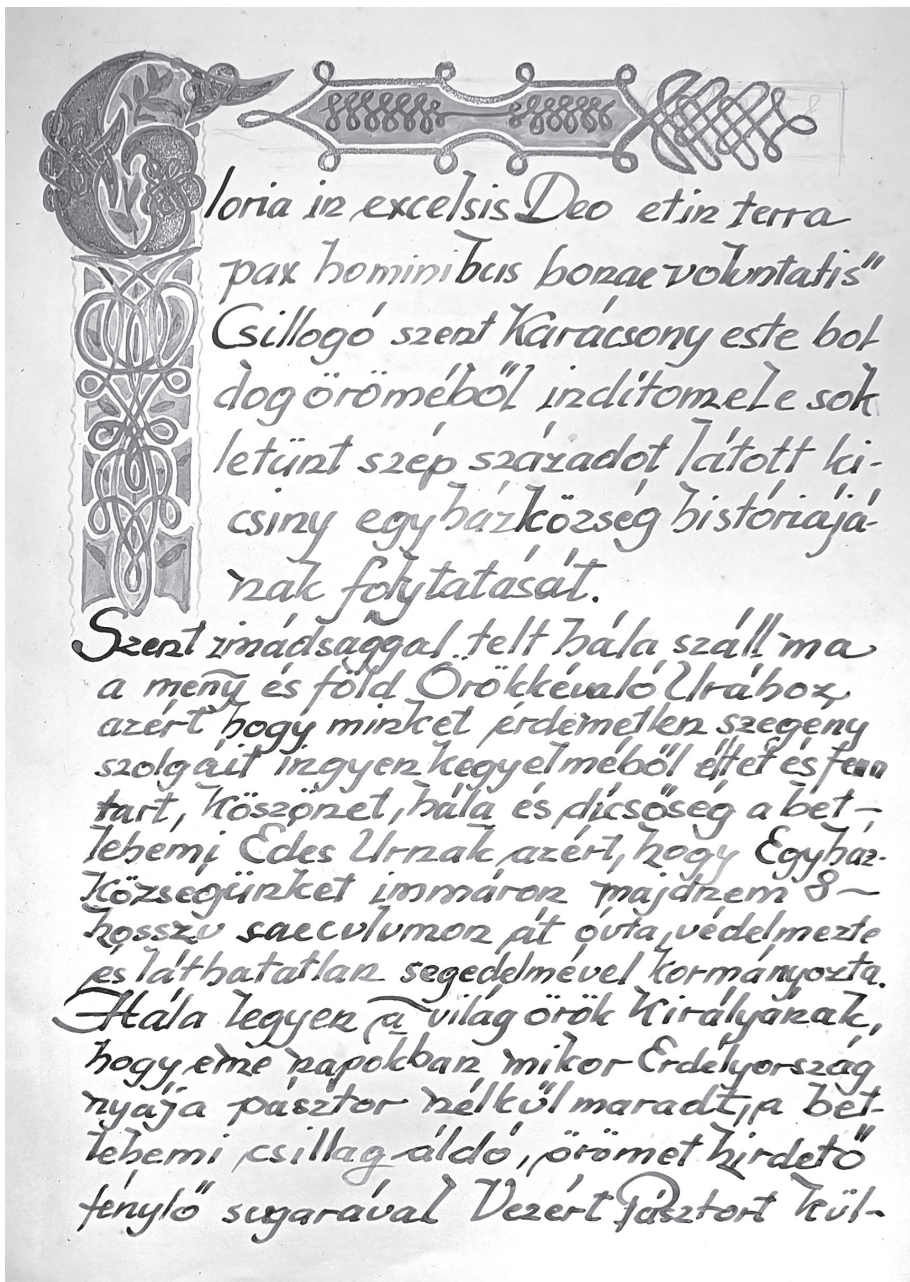 Gloria in excelsis Deo et in terra
pax hominibus bonae voluntatis"
Csillogó szent Karácsony este bol
dog öröméből indítom el e sok
letünt szép századot látott ki-
csiny egyházközség históriájá-
nak folytatását.
Szent imádsággal telt hála száll ma
a meny és föld Örökkévaló Urához,
azért hogy minket érdemetlen szegény
szolgáit ingyen kegyelméből éltet és fenn
tart, Köszönet, hála és dícsőség a bet-
lehemi Édes Urnak azért, hogy Egyház-
községünket immáron majdnem 8-
hosszu saeculumon át óvta, védelmezte
és láthatatlan segedelmével kormányozta.
Hála legyen a világ örök Királyának,
hogy eme napokban mikor Erdélyország
nyája pásztor nélkül maradt, a bet-
lehemi csillag áldó, örömet hirdető
fénylő sugarával Vezért Pásztort kül-